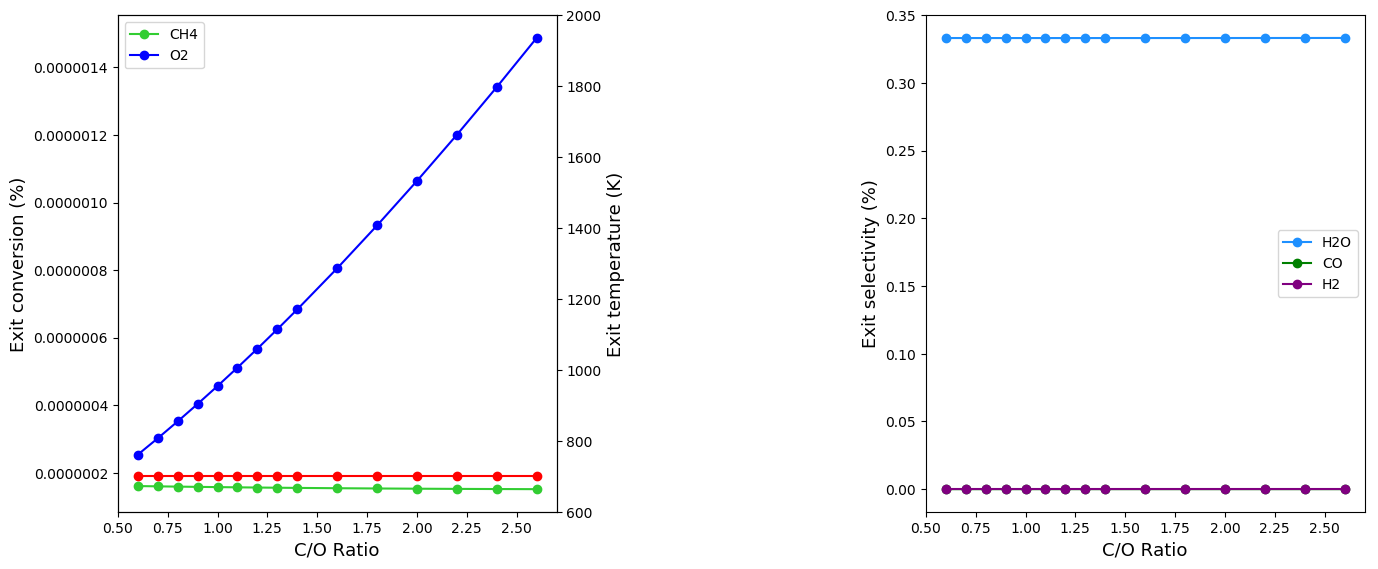 CH4
O2
0.0000014
0.0000012
0.0000010
0.0000008
0.0000006
0.0000004
0.0000002
Exit conversion (%)
0.50 0.75 1.00 1.25 1.50 1.75 2.00 2.25 2.50
C/O Ratio
2000
1800
1600
1400
1200
1000
800
600
Exit temperature (K)
0.35
0.30
0.25
0.20
0.15
0.10
0.05
0.00
Exit selectivity (%)
H2O
CO
H2
0.50 0.75 1.00 1.25 1.50 1.75 2.00 2.25 2.50
C/O Ratio